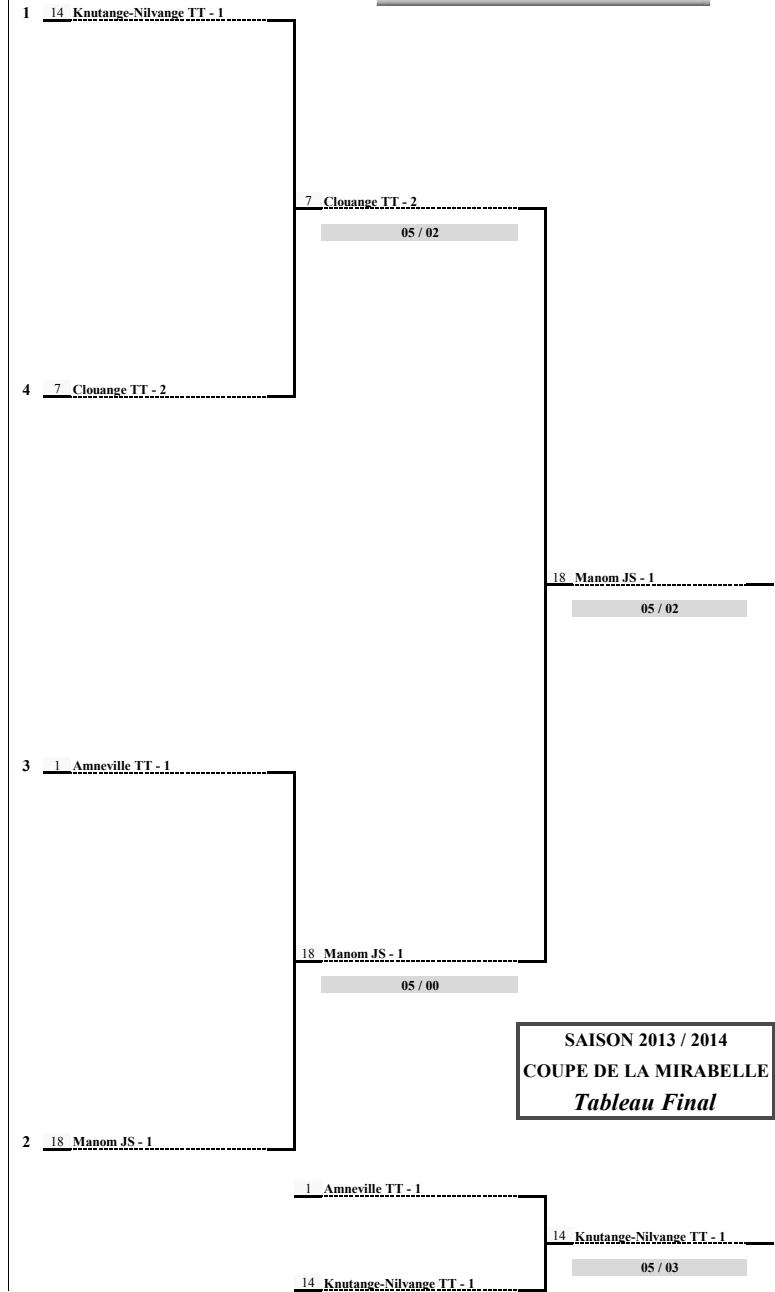 1 14 Knutange-Nilvange TT - 1
7 Clouange TT - 2
05 / 02
4 7 Clouange TT - 2
18 Manom JS - 1
05 / 02
3 1 Amneville TT - 1
18 Manom JS - 1
05 / 00
SAISON 2013 / 2014
COUPE DE LA MIRABELLE
Tableau Final
2 18 Manom JS - 1
1 Amneville TT - 1
14 Knutange-Nilvange TT - 1
05 / 03
14 Knutange-Nilvange TT - 1